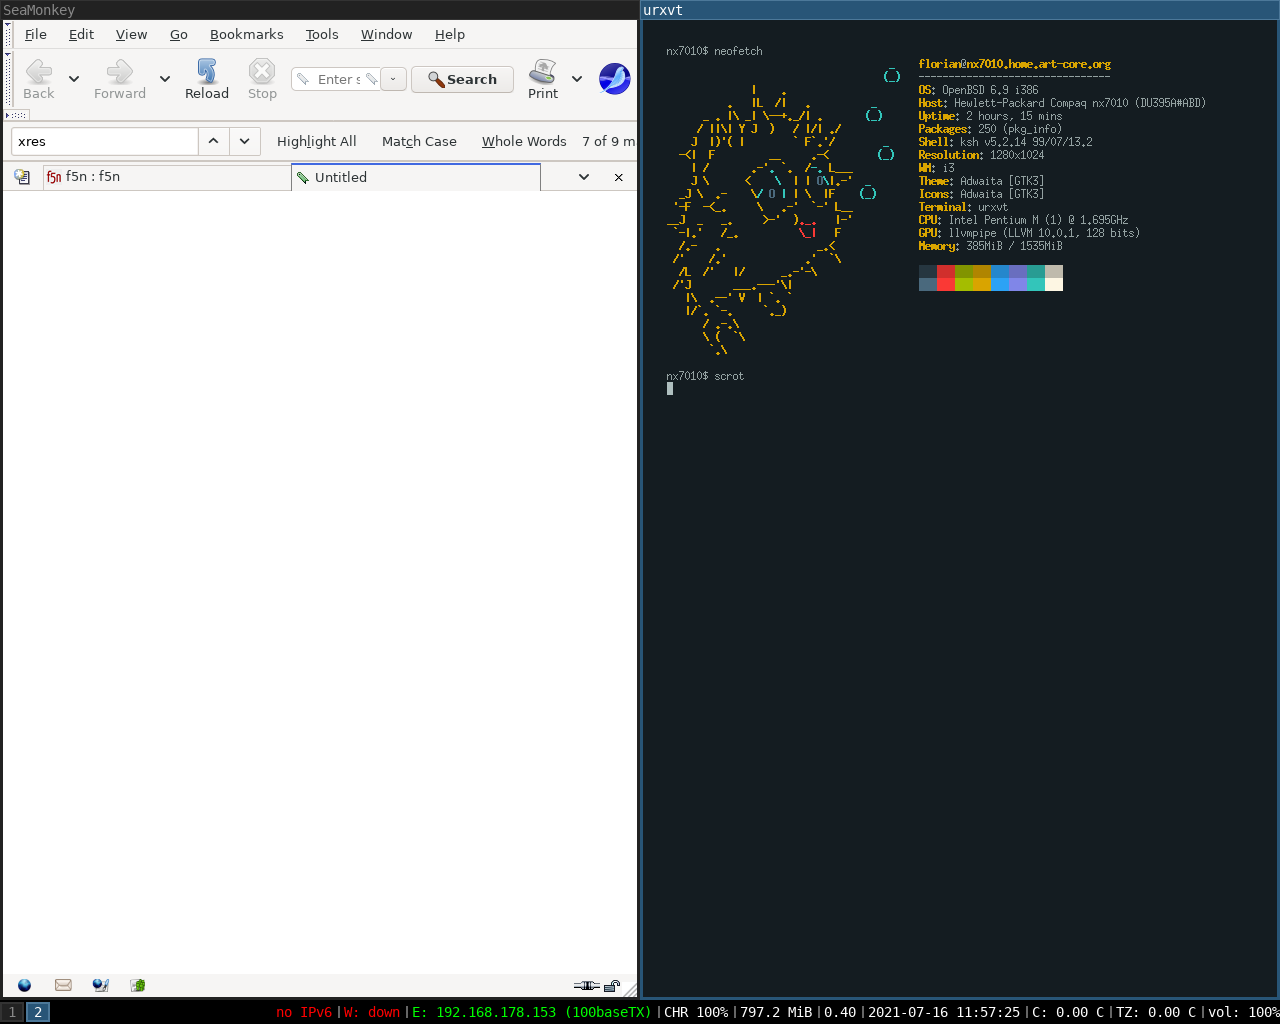 SeaMonkey
File Edit View Go Bookmarks Tools Window Help
Back Forward Reload Stop Enter s Search Print
xres Highlight All Match Case Whole Words 7 of 9 m
f5n : f5n Untitled
urxvt
nx7010$ neofetch
florian@nx7010.home.art-core.org
--------------------------------
OS: OpenBSD 6.9 i386
Host: Hewlett-Packard Compaq nx7010 (DU395A#ABD)
Uptime: 2 hours, 15 mins
Packages: 250 (pkg_info)
Shell: ksh v5.2.14 99/07/13.2
Resolution: 1280x1024
WM: i3
Theme: Adwaita [GTK3]
Icons: Adwaita [GTK3]
Terminal: urxvt
CPU: Intel Pentium M (1) @ 1.695GHz
GPU: llvmpipe (LLVM 10.0.1, 128 bits)
Memory: 385MiB / 1535MiB
nx7010$ scrot
1 2 no IPv6|W: down|E: 192.168.178.153 (100baseTX)|CHR 100%|797.2 MiB|0.40|2021-07-16 11:57:25|C: 0.00 C|TZ: 0.00 C|vol: 100%